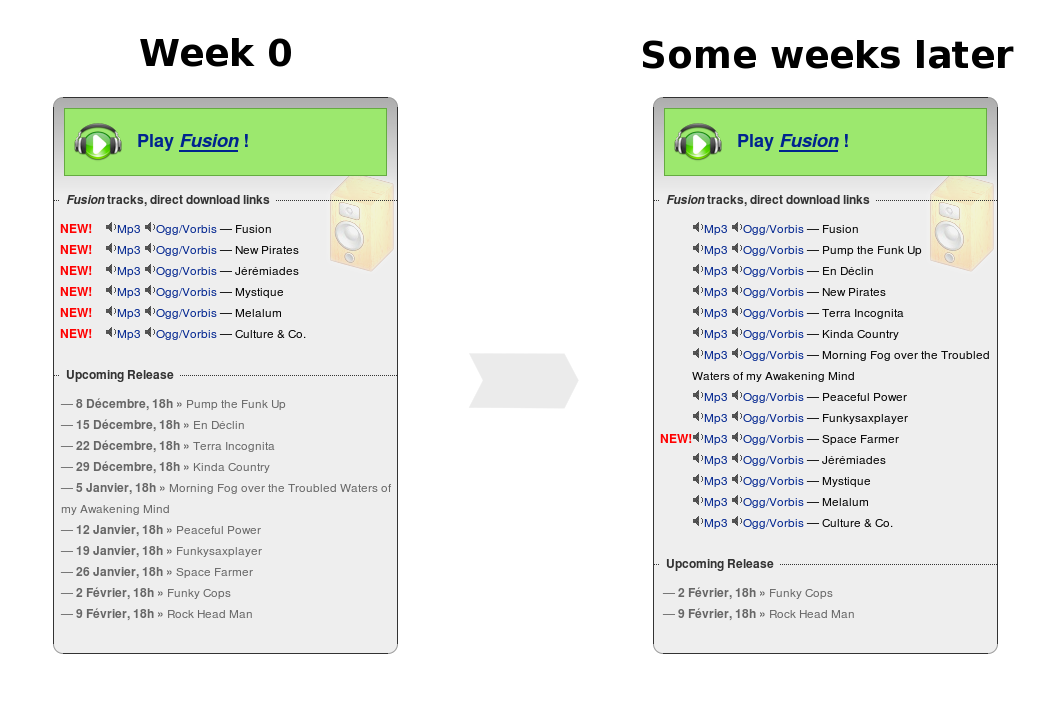 Week 0
Play Fusion !
Fusion tracks, direct download links
NEW! Mp3 Ogg/Vorbis — Fusion
NEW! Mp3 Ogg/Vorbis — New Pirates
NEW! Mp3 Ogg/Vorbis — Jérémiades
NEW! Mp3 Ogg/Vorbis — Mystique
NEW! Mp3 Ogg/Vorbis — Melalum
NEW! Mp3 Ogg/Vorbis — Culture & Co.
Upcoming Release
— 8 Décembre, 18h » Pump the Funk Up
— 15 Décembre, 18h » En Déclin
— 22 Décembre, 18h » Terra Incognita
— 29 Décembre, 18h » Kinda Country
— 5 Janvier, 18h » Morning Fog over the Troubled Waters of
my Awakening Mind
— 12 Janvier, 18h » Peaceful Power
— 19 Janvier, 18h » Funkysaxplayer
— 26 Janvier, 18h » Space Farmer
— 2 Février, 18h » Funky Cops
— 9 Février, 18h » Rock Head Man
Some weeks later
Play Fusion !
Fusion tracks, direct download links
Mp3 Ogg/Vorbis — Fusion
Mp3 Ogg/Vorbis — Pump the Funk Up
Mp3 Ogg/Vorbis — En Déclin
Mp3 Ogg/Vorbis — New Pirates
Mp3 Ogg/Vorbis — Terra Incognita
Mp3 Ogg/Vorbis — Kinda Country
Mp3 Ogg/Vorbis — Morning Fog over the Troubled
Waters of my Awakening Mind
Mp3 Ogg/Vorbis — Peaceful Power
Mp3 Ogg/Vorbis — Funkysaxplayer
NEW! Mp3 Ogg/Vorbis — Space Farmer
Mp3 Ogg/Vorbis — Jérémiades
Mp3 Ogg/Vorbis — Mystique
Mp3 Ogg/Vorbis — Melalum
Mp3 Ogg/Vorbis — Culture & Co.
Upcoming Release
— 2 Février, 18h » Funky Cops
— 9 Février, 18h » Rock Head Man